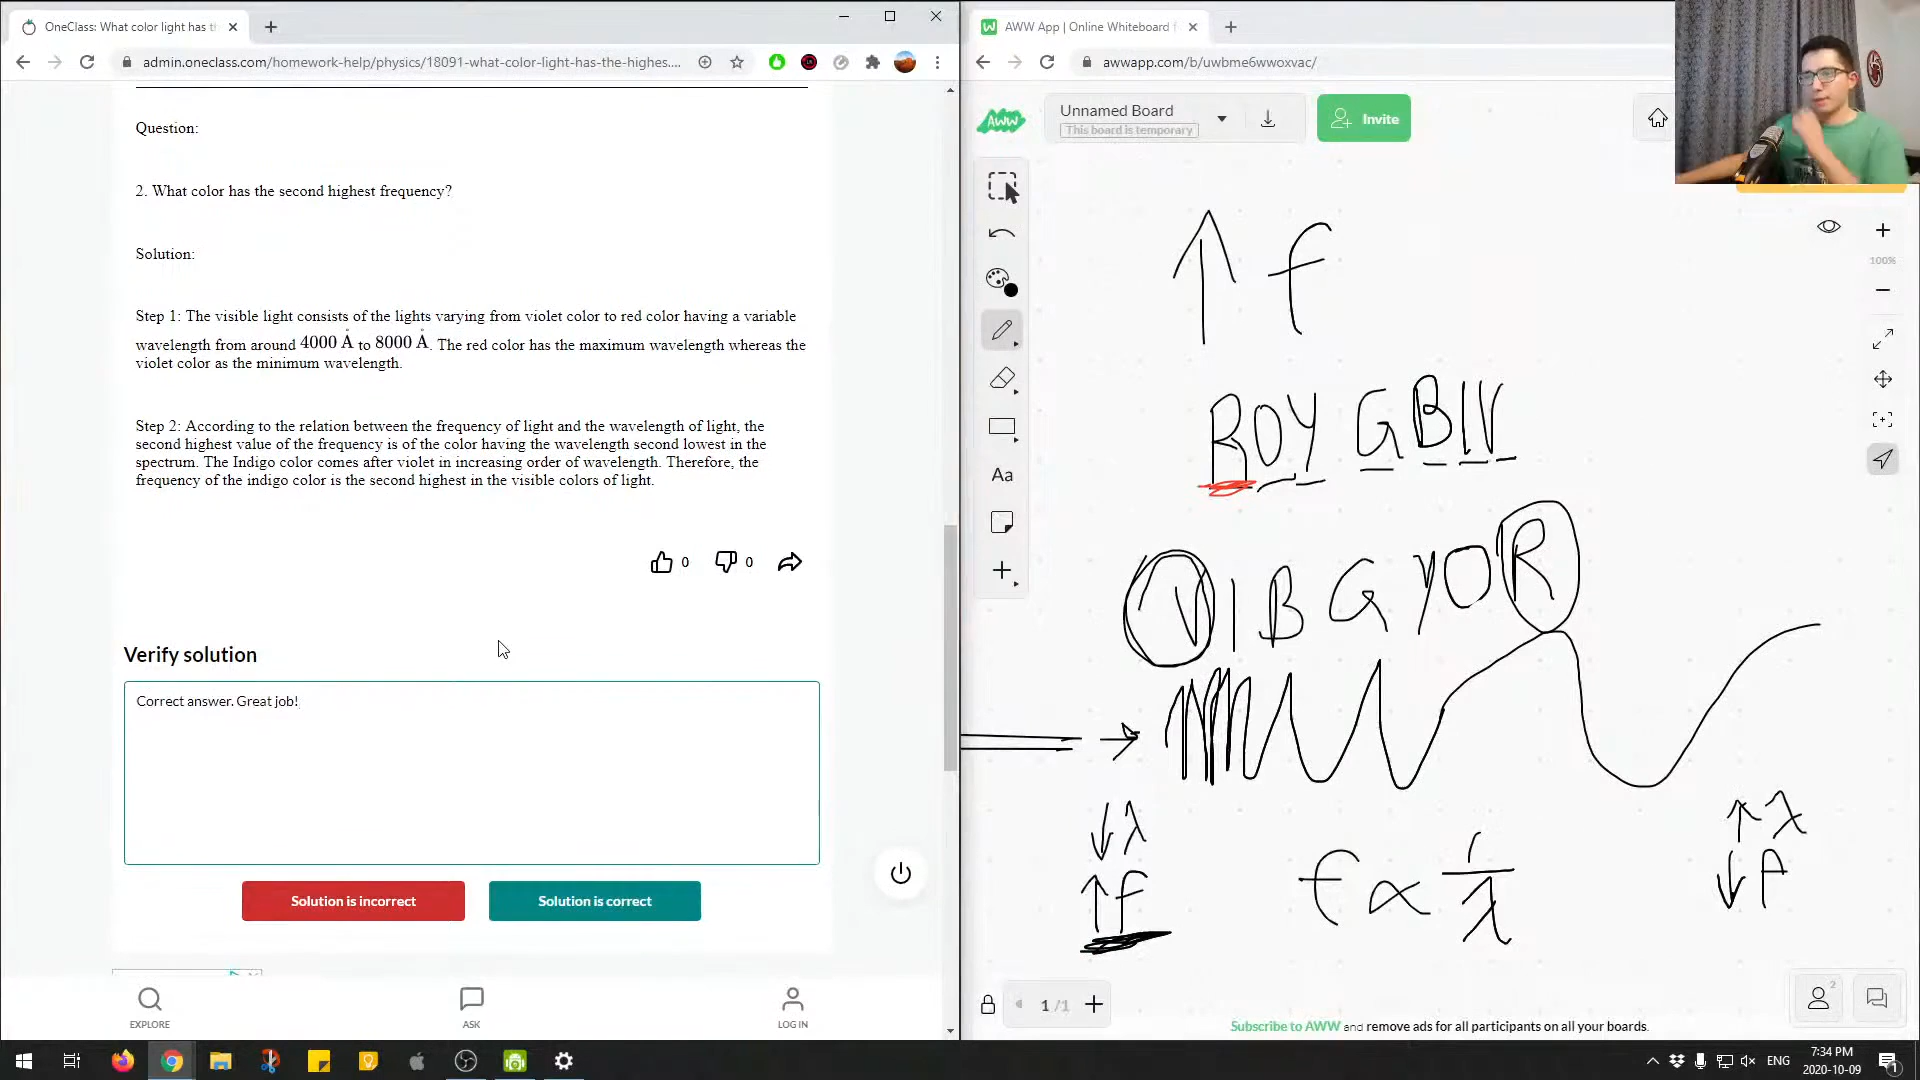 OneClass: What color light has th
admin.oneclass.com/homework-help/physics/18091-what-color-light-has-the-highes....
Question:
2. What color has the second highest frequency?
Solution:
Step 1: The visible light consists of the lights varying from violet color to red color having a variable
wavelength from around 4000 Å to 8000 Å. The red color has the maximum wavelength whereas the
violet color as the minimum wavelength.
Step 2: According to the relation between the frequency of light and the wavelength of light, the
second highest value of the frequency is of the color having the wavelength second lowest in the
spectrum. The Indigo color comes after violet in increasing order of wavelength. Therefore, the
frequency of the indigo color is the second highest in the visible colors of light.
0 0
Verify solution
Correct answer. Great job!
Solution is incorrect Solution is correct
EXPLORE ASK LOG IN
AWW App | Online Whiteboard f
awwapp.com/b/uwbme6wwoxvac/
AWW
Unnamed Board
This board is temporary
Invite
100%
Aa
↑ f
ROY GBIV
VIBGYOR
↓ λ
↑ f
f ∝ 1/λ
↑ λ
↓ f
1 /1
2
Subscribe to AWW and remove ads for all participants on all your boards.
ENG
7:34 PM
2020-10-09
1